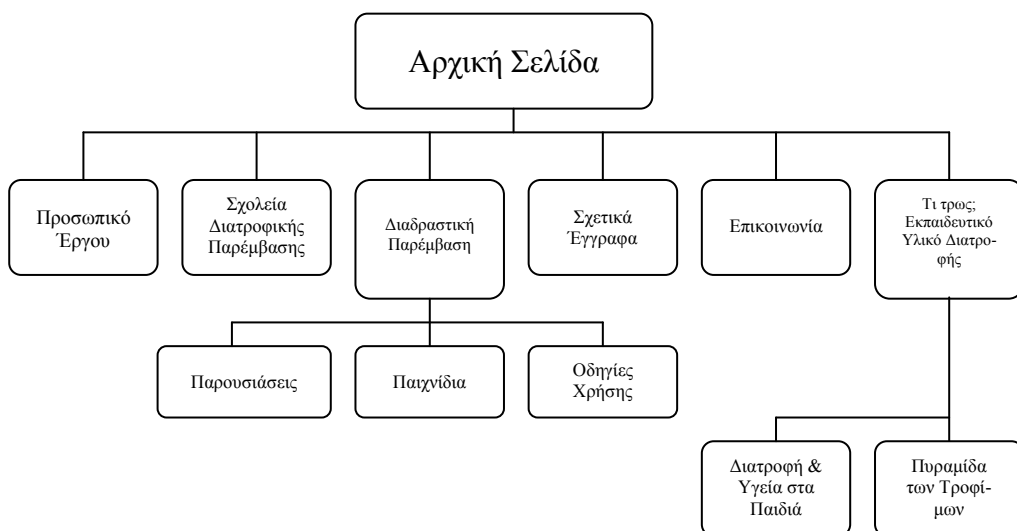 Αρχική Σελίδα
Προσωπικό
Έργου
Σχολεία
Διατροφικής
Παρέμβασης
Διαδραστική
Παρέμβαση
Σχετικά
Έγγραφα
Επικοινωνία
Τι τρως;
Εκπαιδευτικό
Υλικό Διατρο-
φής
Παρουσιάσεις
Παιχνίδια
Οδηγίες
Χρήσης
Διατροφή &
Υγεία στα
Παιδιά
Πυραμίδα
των Τροφί-
μων